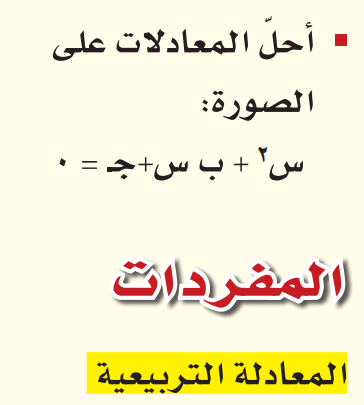 ▪ أحلّ المعادلات على
الصورة:
س٢ + ب س+جـ = ٠
المفردات
المعادلة التربيعية